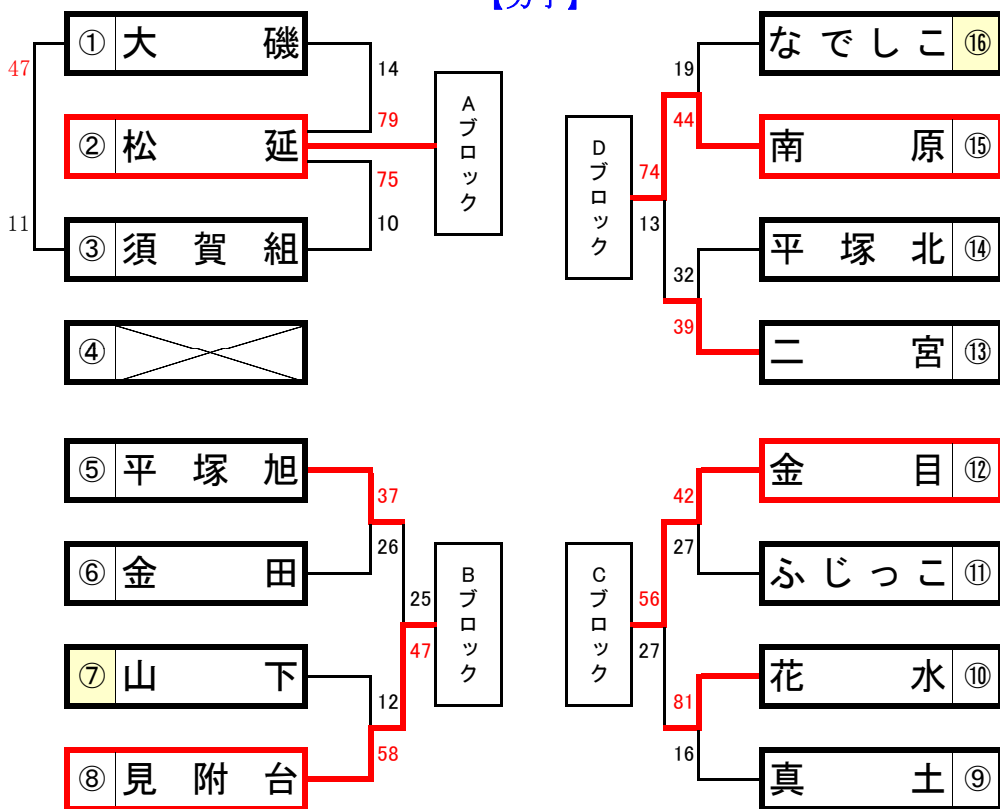 【男子】
① 大磯
② 松延
③ 須賀組
④
47
11
14
79
75
10
Aブロック
⑤ 平塚旭
⑥ 金田
⑦ 山下
⑧ 見附台
37
26
12
58
25
47
Bブロック
なでしこ ⑯
南原 ⑮
平塚北 ⑭
二宮 ⑬
19
44
32
39
74
13
Dブロック
金目 ⑫
ふじっこ ⑪
花水 ⑩
真土 ⑨
42
27
81
16
56
27
Cブロック